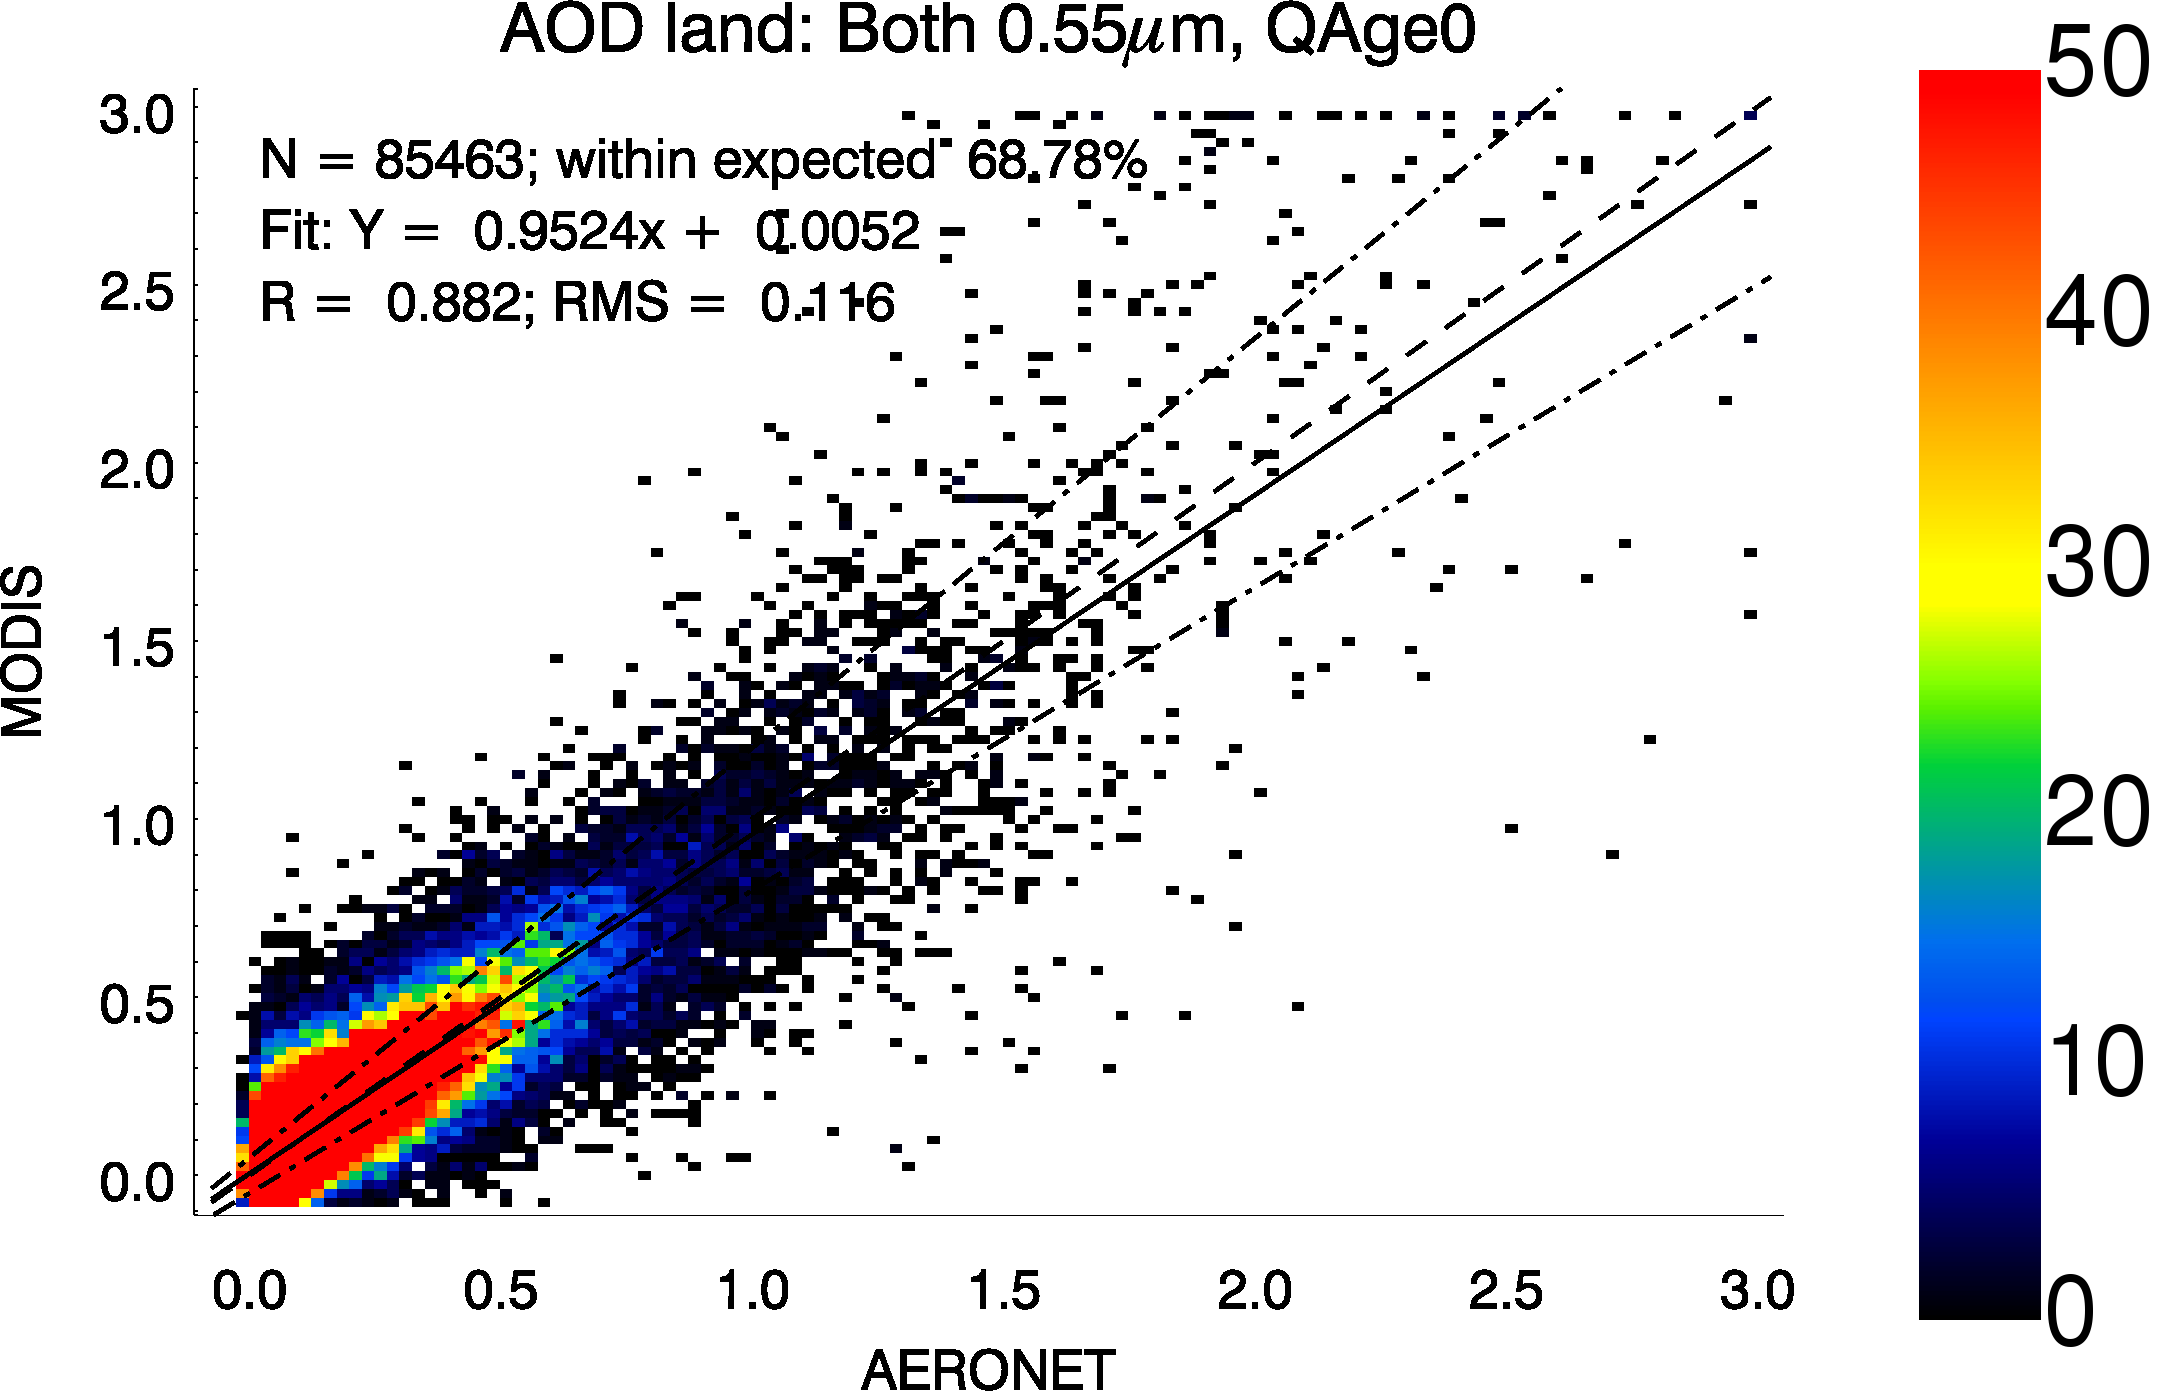 AOD land: Both 0.55μm, QAge0
N = 85463; within expected 68.78%
Fit: Y = 0.9524x + 0.0052
R = 0.882; RMS = 0.116
3.0
2.5
2.0
1.5
1.0
0.5
0.0
MODIS
0.0 0.5 1.0 1.5 2.0 2.5 3.0
AERONET
50
40
30
20
10
0